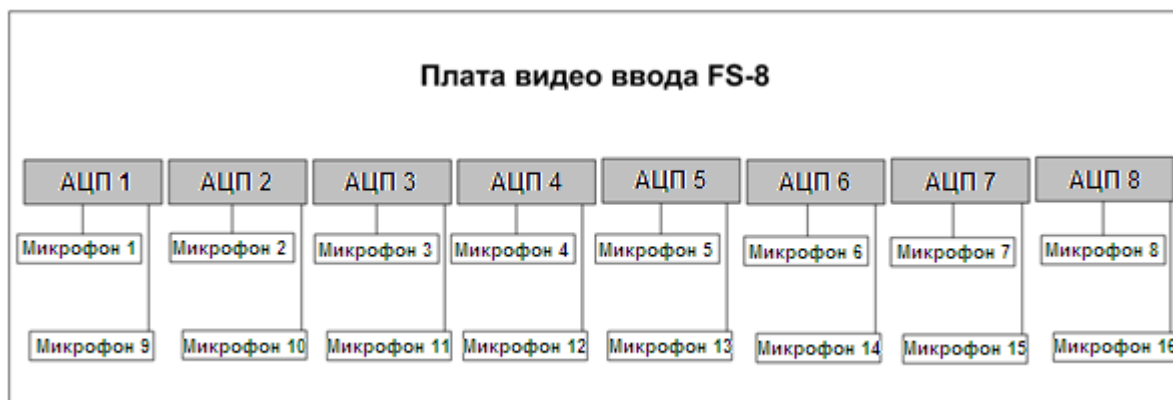 Плата видео ввода FS-8
АЦП 1 АЦП 2 АЦП 3 АЦП 4 АЦП 5 АЦП 6 АЦП 7 АЦП 8
Микрофон 1 Микрофон 2 Микрофон 3 Микрофон 4 Микрофон 5 Микрофон 6 Микрофон 7 Микрофон 8
Микрофон 9 Микрофон 10 Микрофон 11 Микрофон 12 Микрофон 13 Микрофон 14 Микрофон 15 Микрофон 16